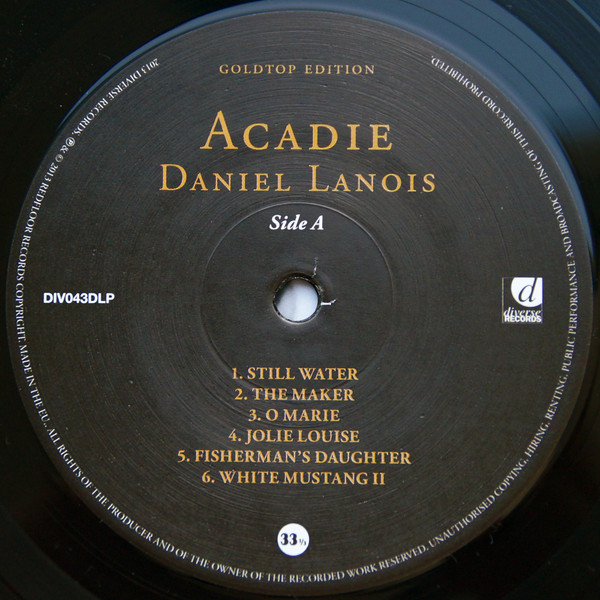 GOLDTOP EDITION
ACADIE
DANIEL LANOIS
Side A
DIV043DLP
d
diverse
RECORDS
1. STILL WATER
2. THE MAKER
3. O MARIE
4. JOLIE LOUISE
5. FISHERMAN'S DAUGHTER
6. WHITE MUSTANG II
33 ⅓
2013 DIVERSE RECORDS, ℗& © 2013 REDFLOOR RECORDS COPYRIGHT. MADE IN THE EU.. ALL RIGHTS OF THE PRODUCER AND OF THE OWNER OF THE RECORDED WORK RESERVED. UNAUTHORISED COPYING, HIRING, RENTING, PUBLIC PERFORMANCE AND BROADCASTING OF THIS RECORD PROHIBITED.